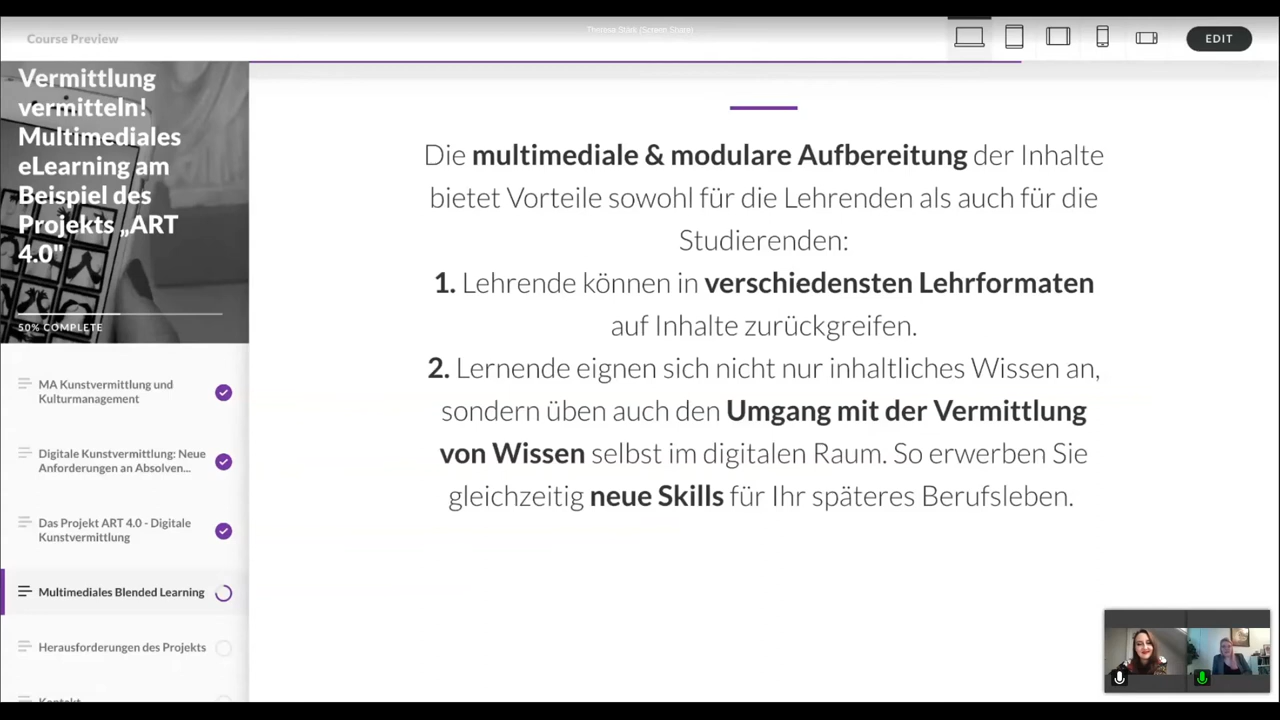 Theresa Stärk (Screen Share)
Course Preview
EDIT
Vermittlung
vermitteln!
Multimediales
eLearning am
Beispiel des
Projekts „ART
4.0"
50% COMPLETE
MA Kunstvermittlung und
Kulturmanagement
Digitale Kunstvermittlung: Neue
Anforderungen an Absolven...
Das Projekt ART 4.0 - Digitale
Kunstvermittlung
Multimediales Blended Learning
Herausforderungen des Projekts
Kontakt
Die multimediale & modulare Aufbereitung der Inhalte
bietet Vorteile sowohl für die Lehrenden als auch für die
Studierenden:
1. Lehrende können in verschiedensten Lehrformaten
auf Inhalte zurückgreifen.
2. Lernende eignen sich nicht nur inhaltliches Wissen an,
sondern üben auch den Umgang mit der Vermittlung
von Wissen selbst im digitalen Raum. So erwerben Sie
gleichzeitig neue Skills für Ihr späteres Berufsleben.